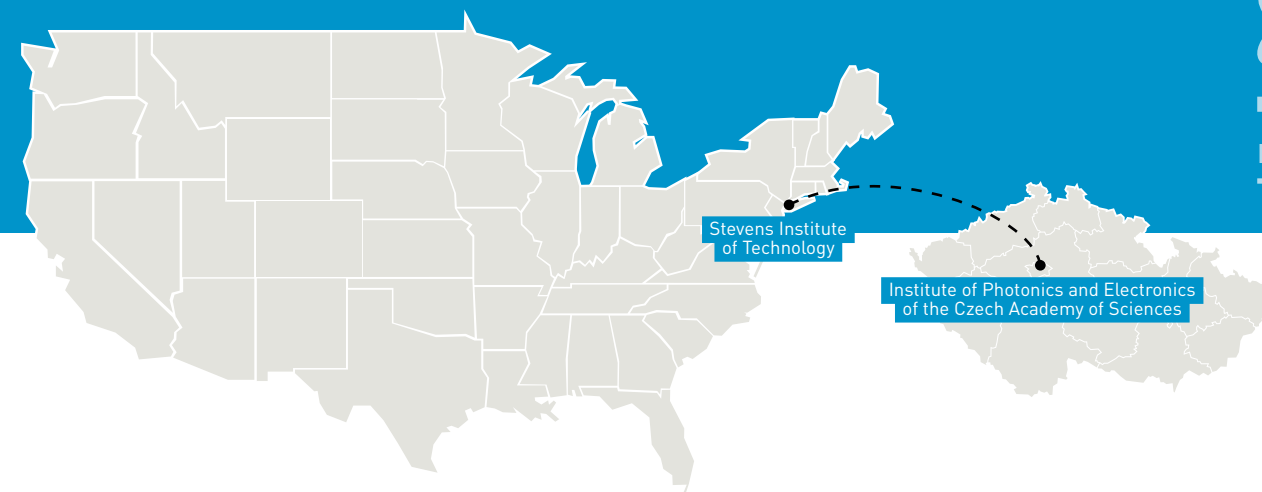 Stevens Institute
of Technology
Institute of Photonics and Electronics
of the Czech Academy of Sciences